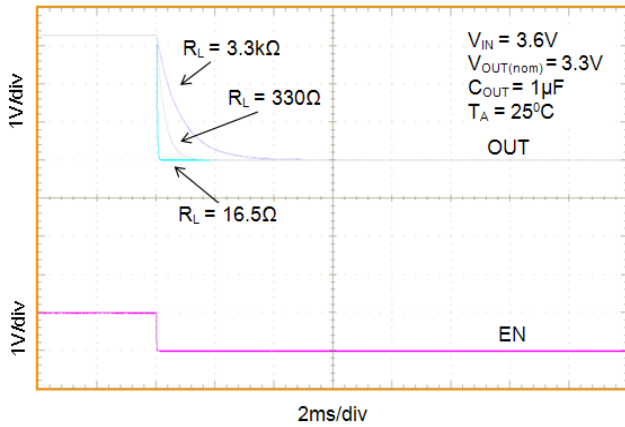 1V/div
R_L = 3.3kΩ
R_L = 330Ω
R_L = 16.5Ω
V_IN = 3.6V
V_OUT(nom) = 3.3V
C_OUT = 1µF
T_A = 25⁰C
OUT
1V/div
EN
2ms/div